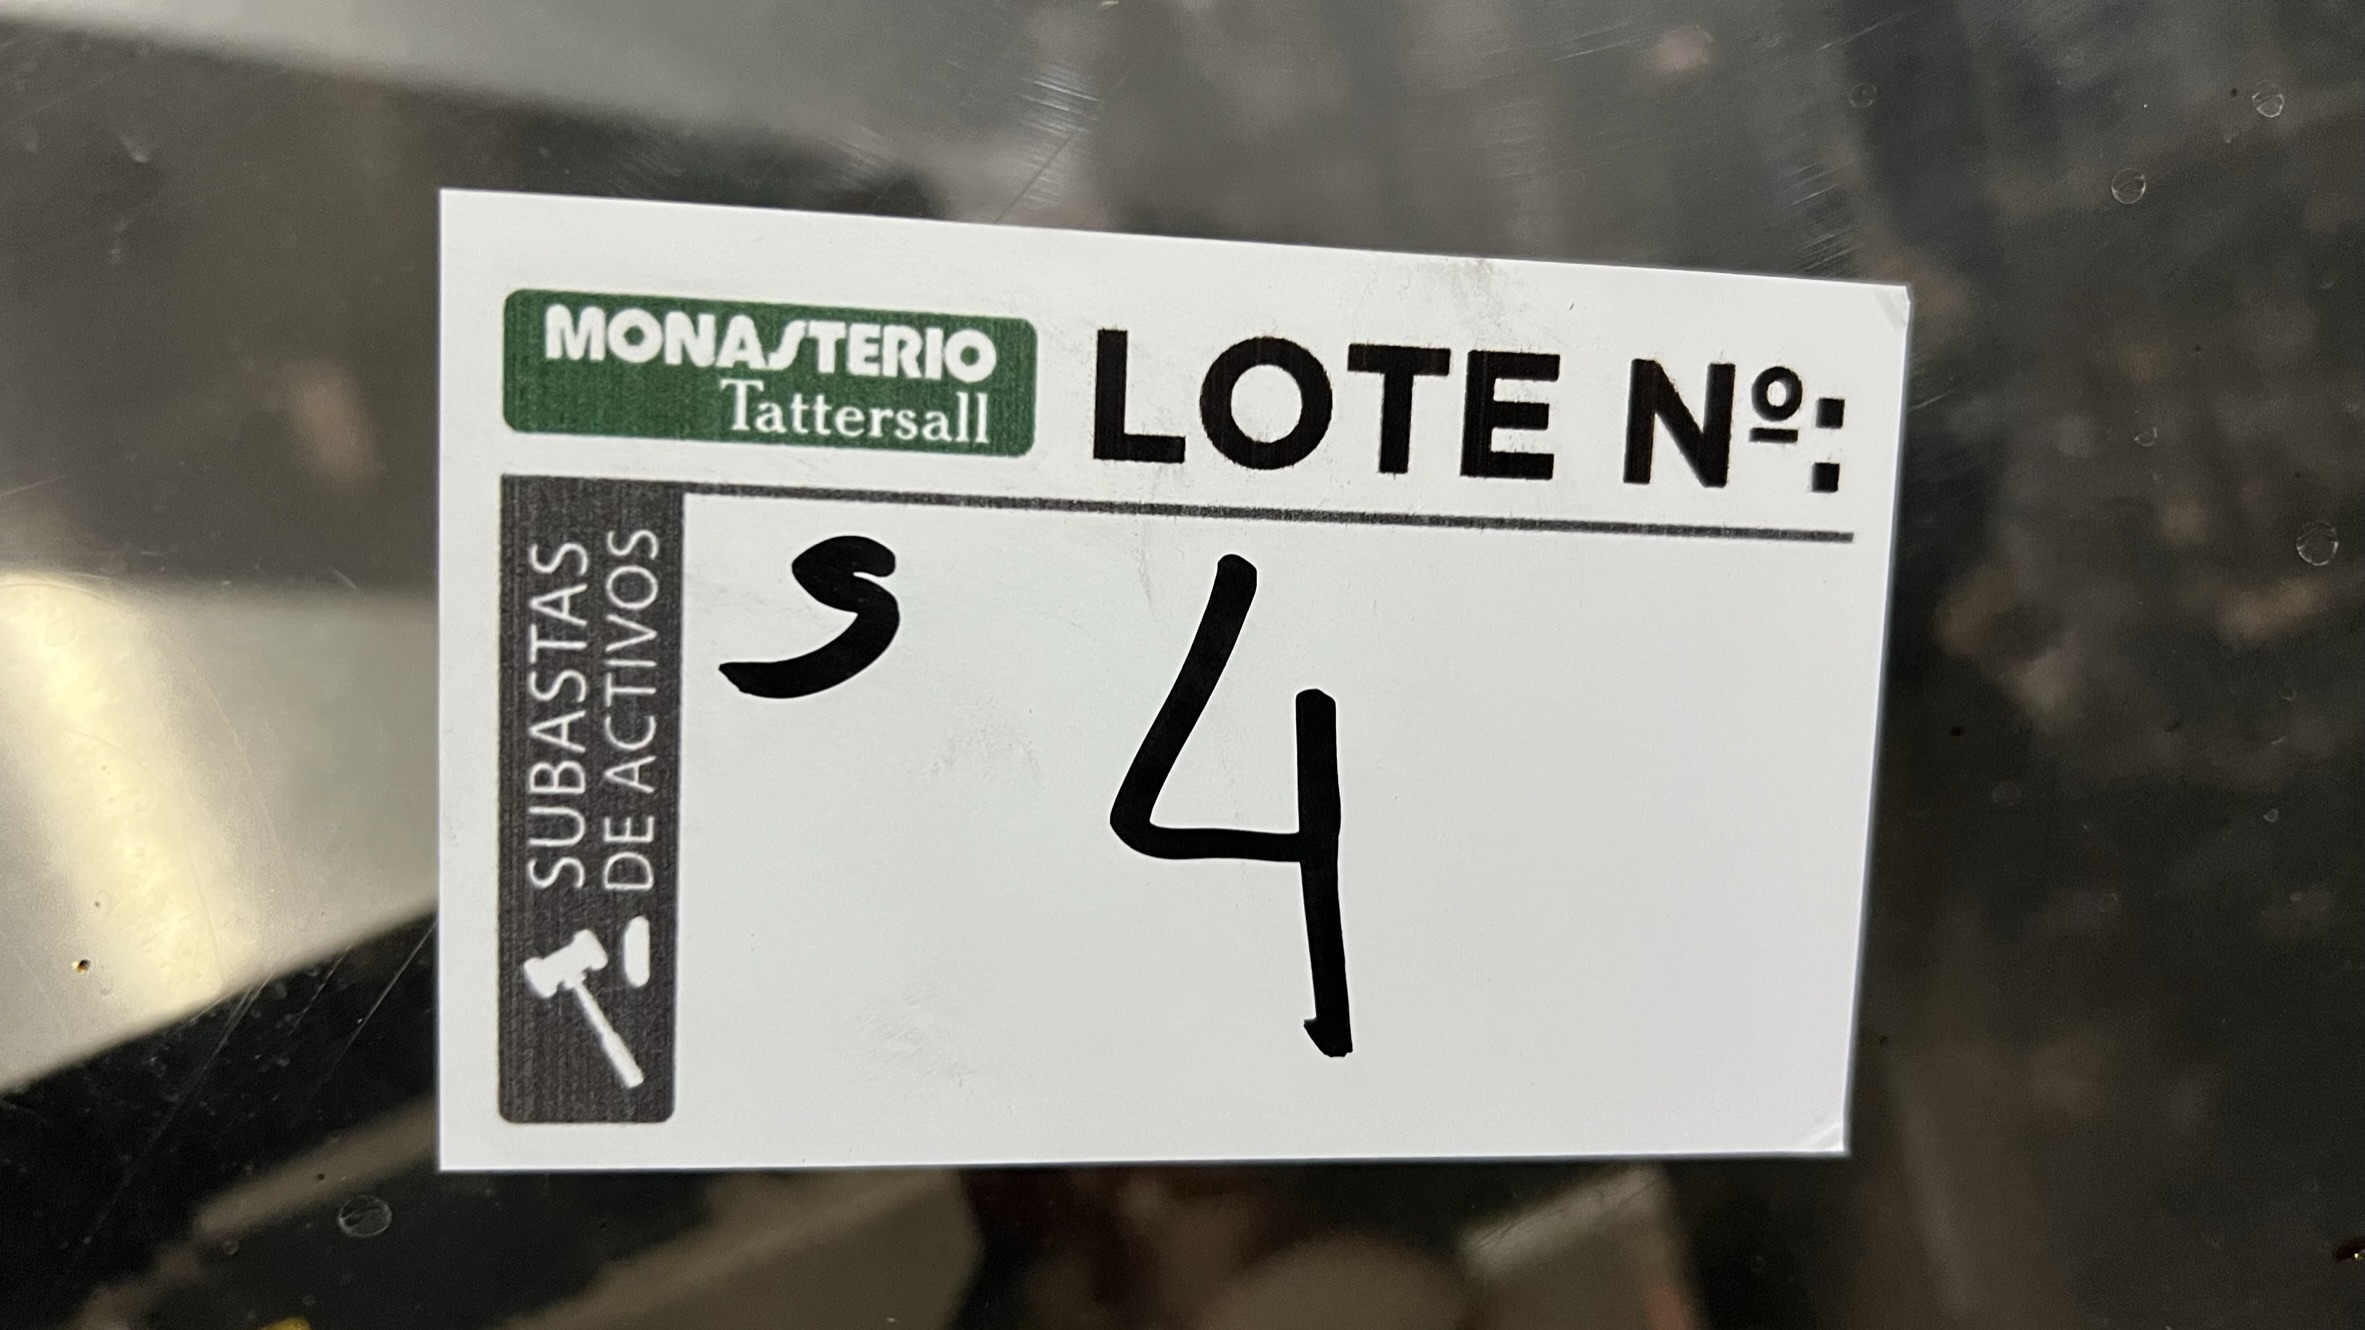 MONASTERIO
Tattersall
LOTE Nº:
SUBASTAS
DE ACTIVOS
S
4